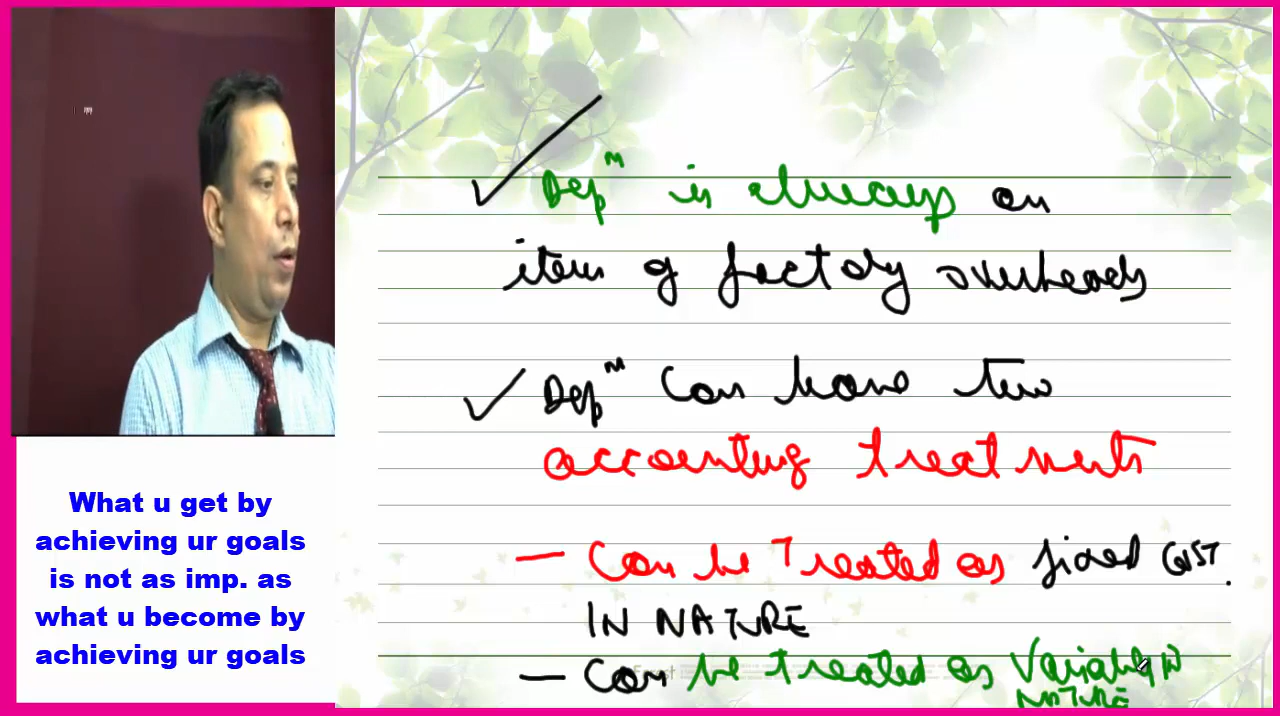 Depn is always an
item of factory overheads
Depn can have two
accounting treatments
— Can be Treated as fixed COST.
IN NATURE
— Can be treated as Variable IN
NATURE
What u get by
achieving ur goals
is not as imp. as
what u become by
achieving ur goals